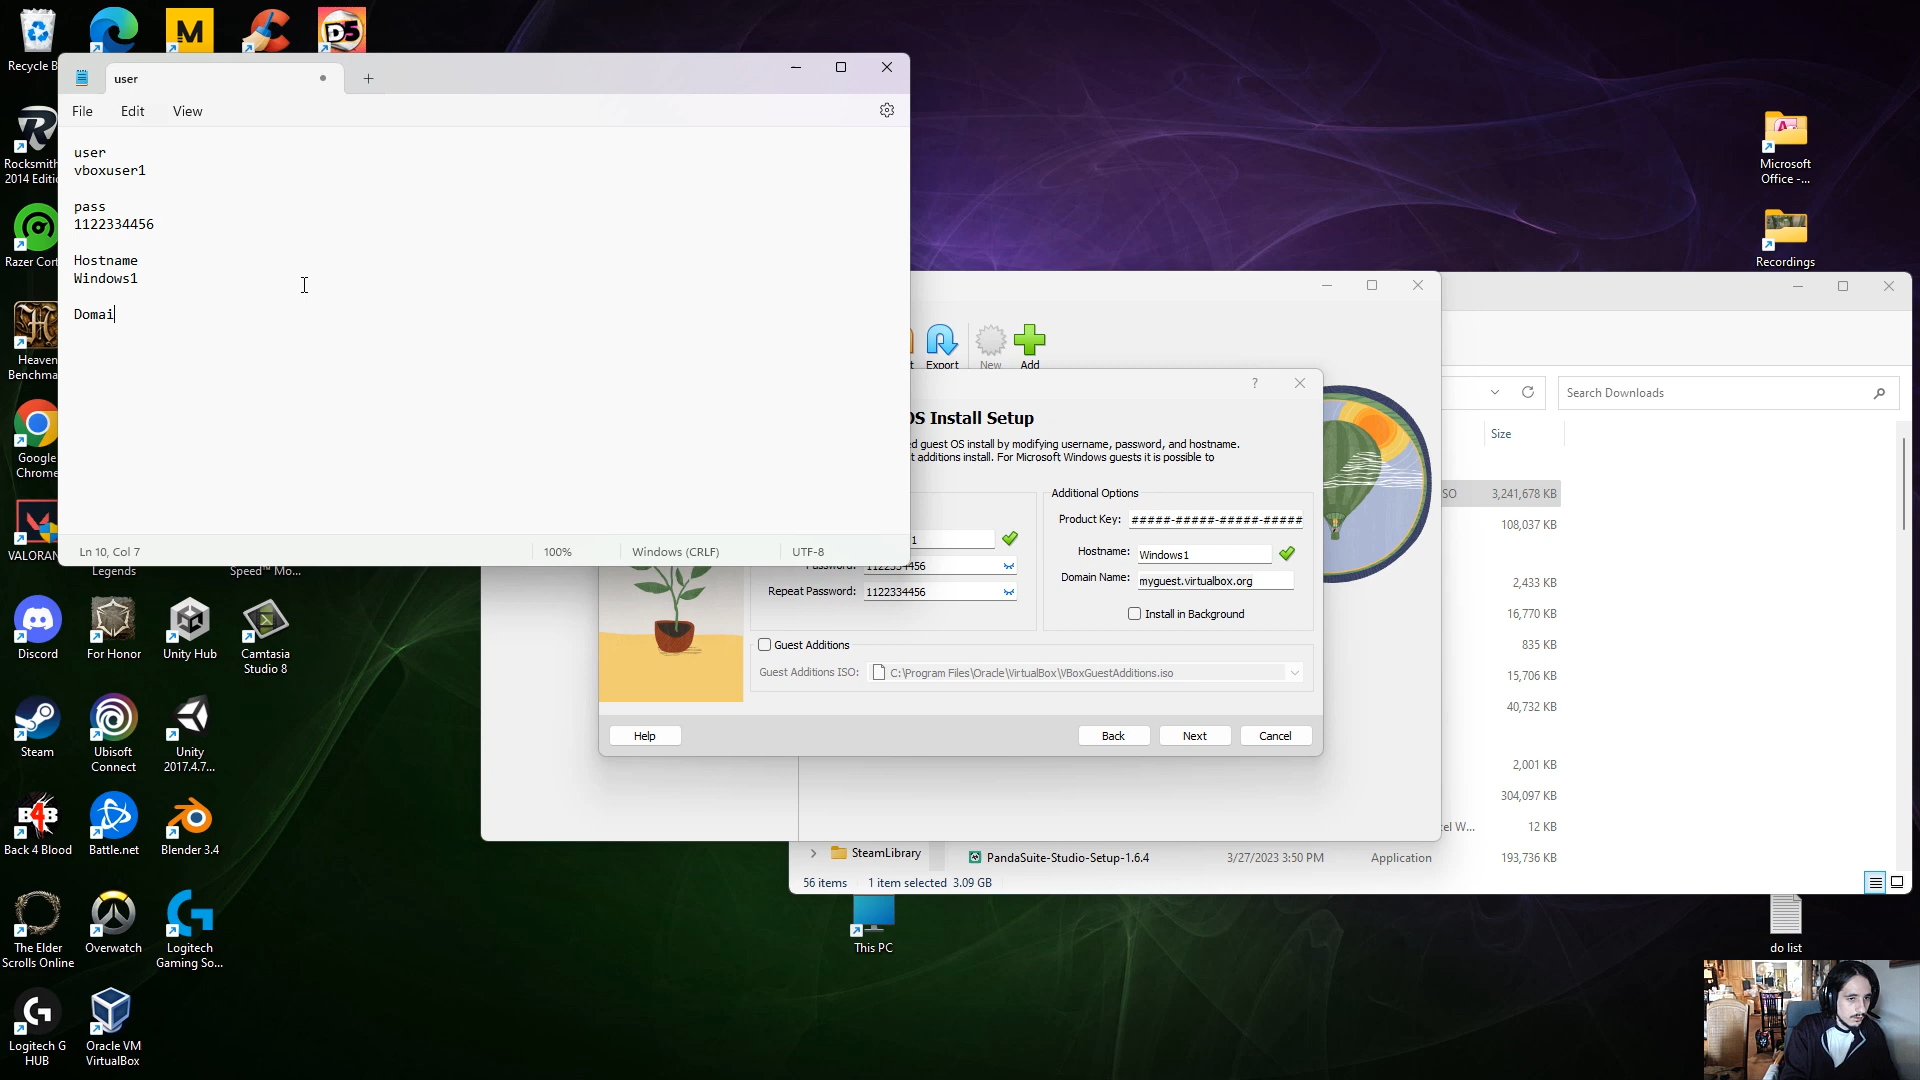 Recycle B
user
File
Edit
View
user
vboxuser1
pass
1122334456
Hostname
Windows1
Domai
Ln 10, Col 7
100%
Windows (CRLF)
UTF-8
Rocksmith
2014 Editi
Razer Cort
Heaven
Benchma
Google
Chrome
VALORAN
Legends
Speed™ Mo...
Discord
For Honor
Unity Hub
Camtasia
Studio 8
Steam
Ubisoft
Connect
Unity
2017.4.7...
Back 4 Blood
Battle.net
Blender 3.4
The Elder
Scrolls Online
Overwatch
Logitech
Gaming So...
Logitech G
HUB
Oracle VM
VirtualBox
Microsoft
Office -...
Recordings
Export
New
Add
OS Install Setup
ed guest OS install by modifying username, password, and hostname.
t additions install. For Microsoft Windows guests it is possible to
1
Password:
1122334456
Repeat Password:
1122334456
Additional Options
Product Key:
#####-#####-#####-#####
Hostname:
Windows1
Domain Name:
myguest.virtualbox.org
Install in Background
Guest Additions
Guest Additions ISO:
C:\Program Files\Oracle\VirtualBox\VBoxGuestAdditions.iso
Help
Back
Next
Cancel
Search Downloads
Size
SO
3,241,678 KB
108,037 KB
2,433 KB
16,770 KB
835 KB
15,706 KB
40,732 KB
2,001 KB
304,097 KB
cel W...
12 KB
SteamLibrary
PandaSuite-Studio-Setup-1.6.4
3/27/2023 3:50 PM
Application
193,736 KB
56 items
1 item selected 3.09 GB
This PC
do list